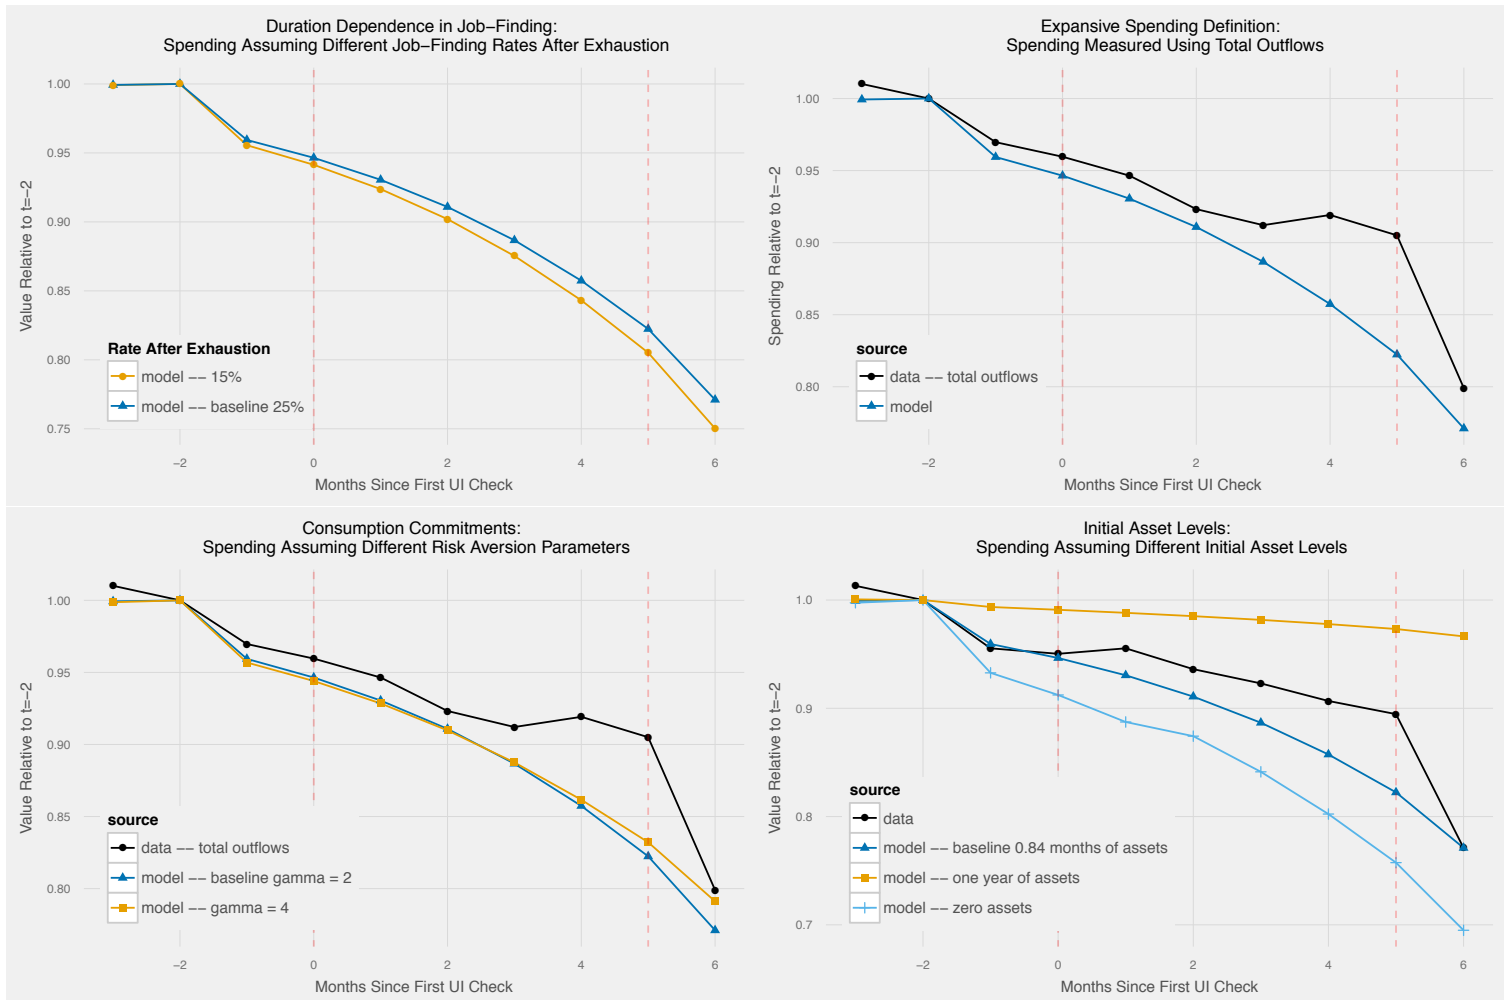 Duration Dependence in Job−Finding:
Spending Assuming Different Job−Finding Rates After Exhaustion
Value Relative to t=−2
1.00
0.95
0.90
0.85
0.80
0.75
Rate After Exhaustion
model −− 15%
model −− baseline 25%
−2 0 2 4 6
Months Since First UI Check
Expansive Spending Definition:
Spending Measured Using Total Outflows
Spending Relative to t=−2
1.00
0.95
0.90
0.85
0.80
source
data −− total outflows
model
−2 0 2 4 6
Months Since First UI Check
Consumption Commitments:
Spending Assuming Different Risk Aversion Parameters
Value Relative to t=−2
1.00
0.95
0.90
0.85
0.80
source
data −− total outflows
model −− baseline gamma = 2
model −− gamma = 4
−2 0 2 4 6
Months Since First UI Check
Initial Asset Levels:
Spending Assuming Different Initial Asset Levels
Value Relative to t=−2
1.0
0.9
0.8
0.7
source
data
model −− baseline 0.84 months of assets
model −− one year of assets
model −− zero assets
−2 0 2 4 6
Months Since First UI Check